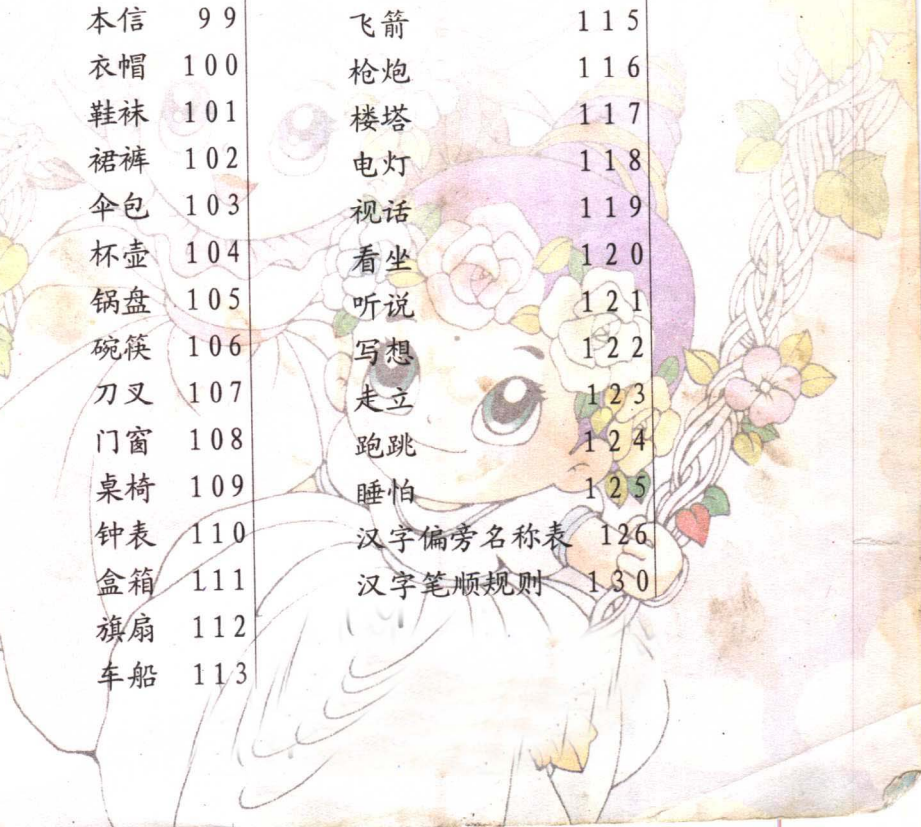 本信 99
衣帽 100
鞋袜 101
裙裤 102
伞包 103
杯壶 104
锅盘 105
碗筷 106
刀叉 107
门窗 108
桌椅 109
钟表 110
盒箱 111
旗扇 112
车船 113
飞箭 115
枪炮 116
楼塔 117
电灯 118
视话 119
看坐 120
听说 121
写想 122
走立 123
跑跳 124
睡怕 125
汉字偏旁名称表 126
汉字笔顺规则 130